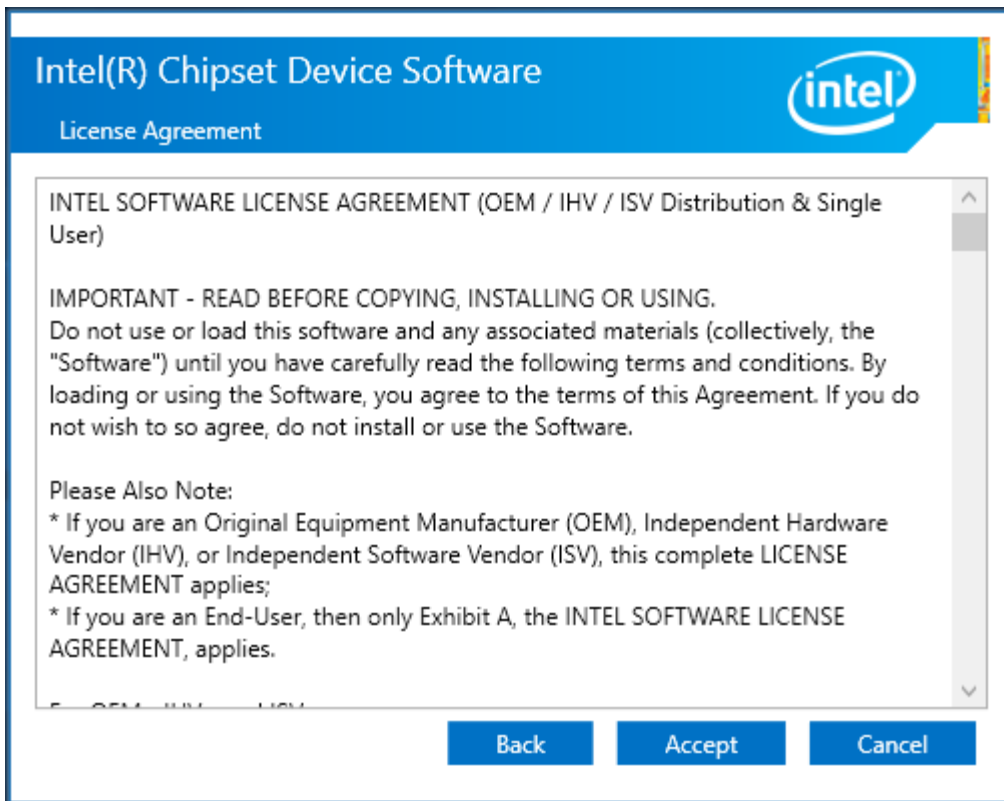 Intel(R) Chipset Device Software
intel
License Agreement
INTEL SOFTWARE LICENSE AGREEMENT (OEM / IHV / ISV Distribution & Single
User)
IMPORTANT - READ BEFORE COPYING, INSTALLING OR USING.
Do not use or load this software and any associated materials (collectively, the
"Software") until you have carefully read the following terms and conditions. By
loading or using the Software, you agree to the terms of this Agreement. If you do
not wish to so agree, do not install or use the Software.
Please Also Note:
* If you are an Original Equipment Manufacturer (OEM), Independent Hardware
Vendor (IHV), or Independent Software Vendor (ISV), this complete LICENSE
AGREEMENT applies;
* If you are an End-User, then only Exhibit A, the INTEL SOFTWARE LICENSE
AGREEMENT, applies.
Back Accept Cancel